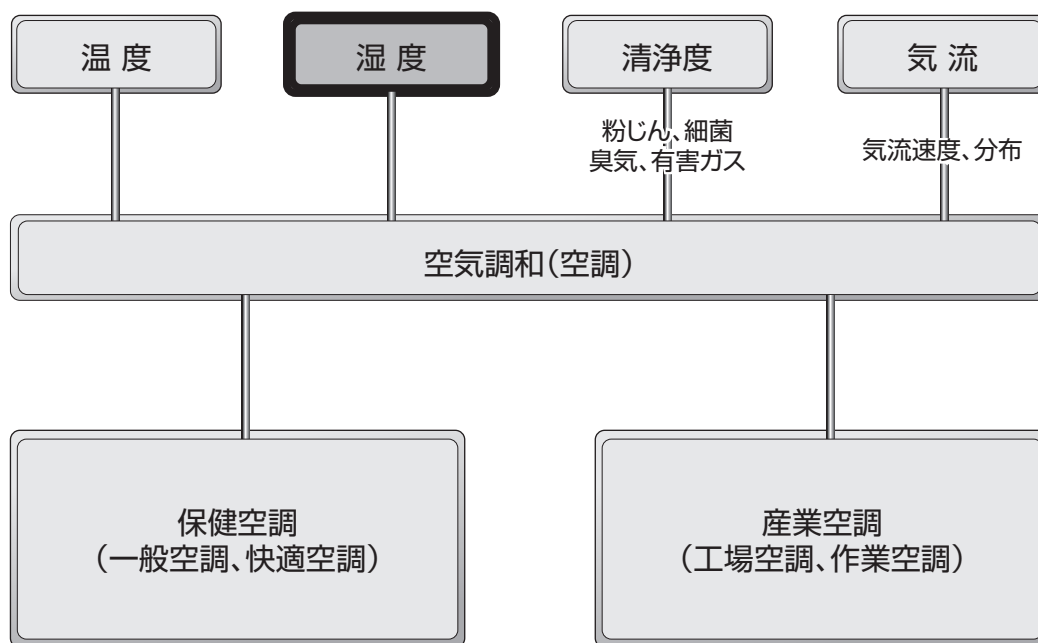 温 度
湿 度
清浄度
気 流
粉じん、細菌
臭気、有害ガス
気流速度、分布
空気調和（空調）
保健空調
（一般空調、快適空調）
産業空調
（工場空調、作業空調）